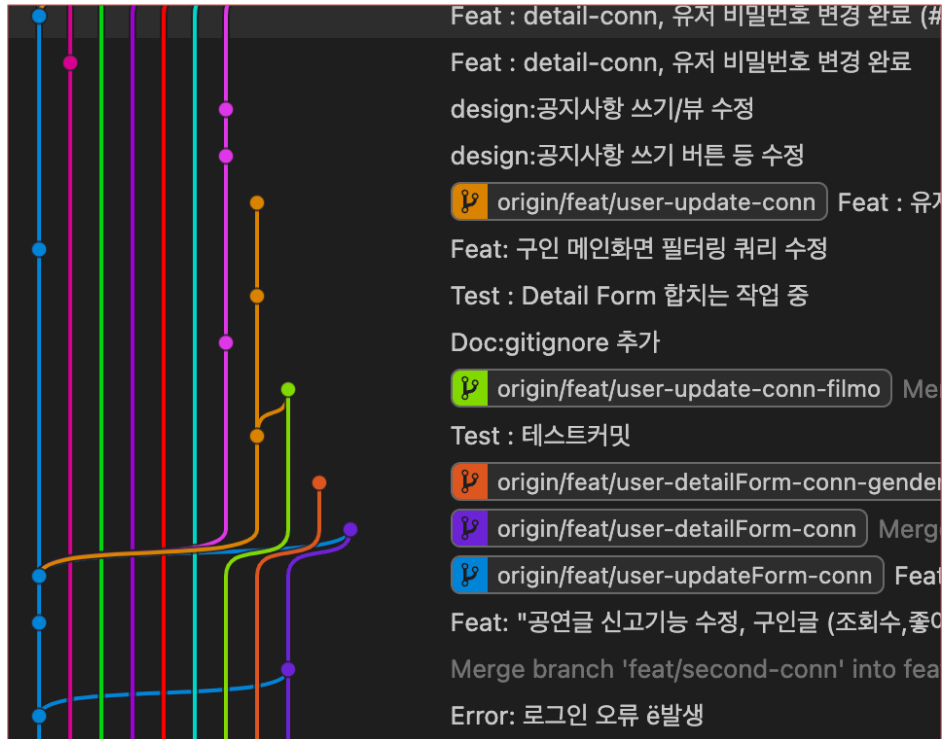 Feat : detail-conn, 유저 비밀번호 변경 완료 (#
Feat : detail-conn, 유저 비밀번호 변경 완료
design:공지사항 쓰기/뷰 수정
design:공지사항 쓰기 버튼 등 수정
origin/feat/user-update-conn Feat : 유저
Feat: 구인 메인화면 필터링 쿼리 수정
Test : Detail Form 합치는 작업 중
Doc:gitignore 추가
origin/feat/user-update-conn-filmo Mer
Test : 테스트커밋
origin/feat/user-detailForm-conn-gender
origin/feat/user-detailForm-conn Merg
origin/feat/user-updateForm-conn Feat
Feat: "공연글 신고기능 수정, 구인글 (조회수,좋아
Merge branch 'feat/second-conn' into fea
Error: 로그인 오류 ë발생